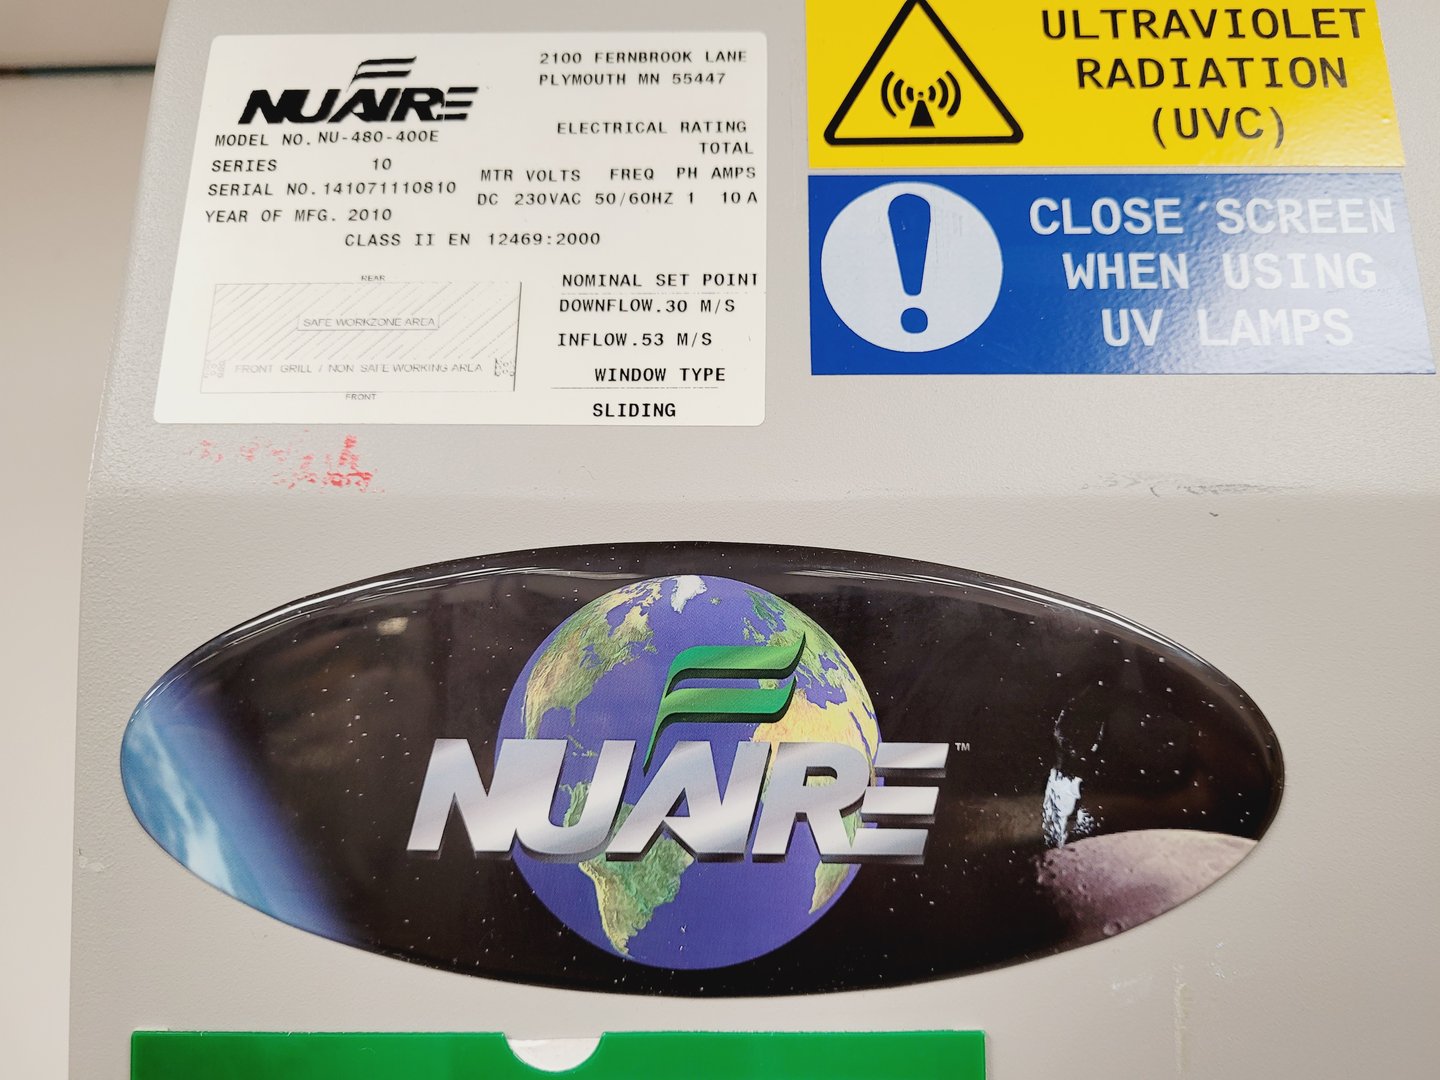 NUAIRE
2100 FERNBROOK LANE
PLYMOUTH MN 55447
MODEL NO. NU-480-400E
SERIES 10
SERIAL NO. 141071110810
YEAR OF MFG. 2010
ELECTRICAL RATING
TOTAL
MTR VOLTS FREQ PH AMPS
DC 230VAC 50/60HZ 1 10 A
CLASS II EN 12469:2000
REAR
SAFE WORKZONE AREA
FRONT GRILL / NON SAFE WORKING AREA
FRONT
NOMINAL SET POINT
DOWNFLOW.30 M/S
INFLOW.53 M/S
WINDOW TYPE
SLIDING
ULTRAVIOLET
RADIATION
(UVC)
CLOSE SCREEN
WHEN USING
UV LAMPS
NUAIRE™